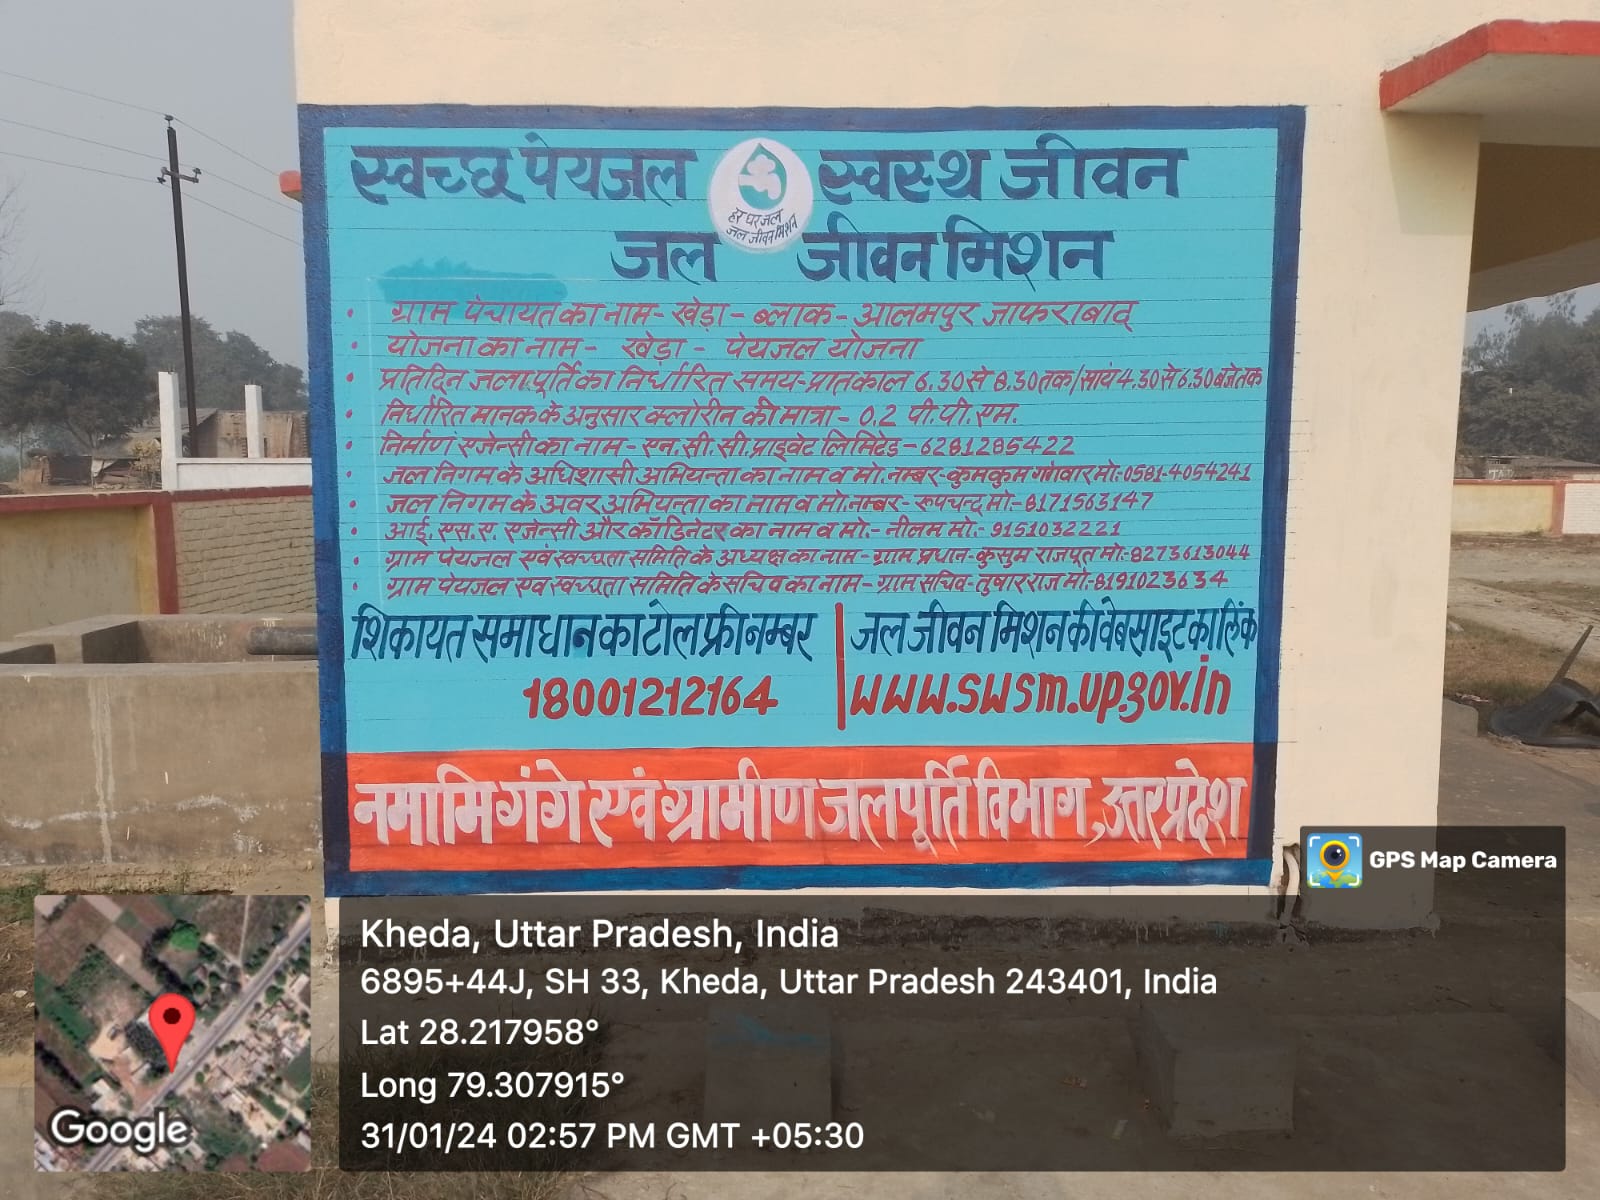 स्वच्छ पेयजल स्वस्थ जीवन
हर घर जल
जल जीवन मिशन
जल जीवन मिशन
• ग्राम पंचायत का नाम- खेड़ा - ब्लाक - आलमपुर जाफराबाद
• योजना का नाम - खेड़ा - पेयजल योजना
• प्रतिदिन जलापूर्ति का निर्धारित समय-प्रातकाल 6.30 से 8.30 तक/सायं 4.30 से 6.30 बजे तक
• निर्धारित मानक के अनुसार क्लोरीन की मात्रा - 0.2 पी.पी.एम.
• निर्माण एजेन्सी का नाम - एन.सी.सी.प्राइवेट लिमिटेड - 6281285422
• जल निगम के अधिशासी अभियन्ता का नाम व मो.नम्बर- कुमकुम गंगवार मो:-0581-4054241
• जल निगम के अवर अभियन्ता का नाम व मो.नम्बर- रूपचन्द्र मो:-8171563147
• आई.एस.ए. एजेन्सी और कॉडिनेटर का नाम व मो.- नीलम मो:- 9151032221
• ग्राम पेयजल एवं स्वच्छता समिति के अध्यक्ष का नाम - ग्राम प्रधान- कुसुम राजपूत मो:-8273613044
• ग्राम पेयजल एवं स्वच्छता समिति के सचिव का नाम - ग्राम सचिव- तुषार राज मो:-8191023634
शिकायत समाधान का टोल फ्री नम्बर
18001212164
जल जीवन मिशन की वेबसाइट का लिंक
www.swsm.up.gov.in
नमामि गंगे एवं ग्रामीण जलपूर्ति विभाग, उत्तर प्रदेश
GPS Map Camera
Kheda, Uttar Pradesh, India
6895+44J, SH 33, Kheda, Uttar Pradesh 243401, India
Lat 28.217958°
Long 79.307915°
31/01/24 02:57 PM GMT +05:30
Google